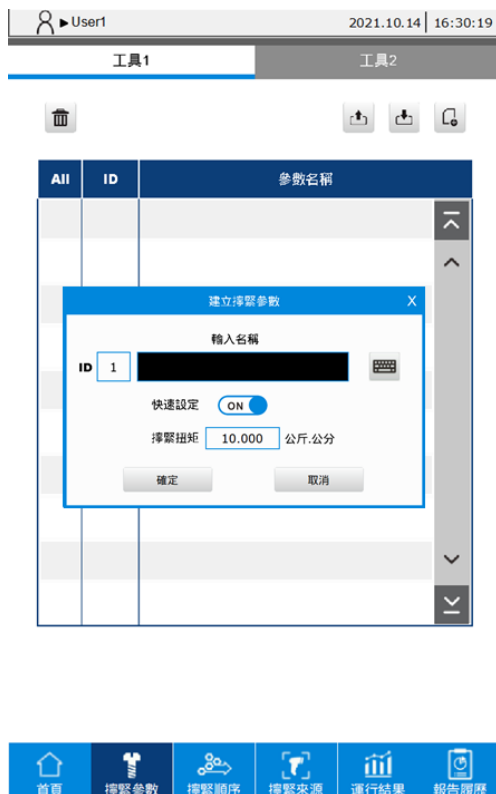 ▶User1 2021.10.14 16:30:19
工具1 工具2
All ID 參數名稱
建立擰緊參數 X
輸入名稱
ID 1
快速設定 ON
擰緊扭矩 10.000 公斤.公分
確定 取消
首頁 擰緊參數 擰緊順序 擰緊來源 運行結果 報告履歷